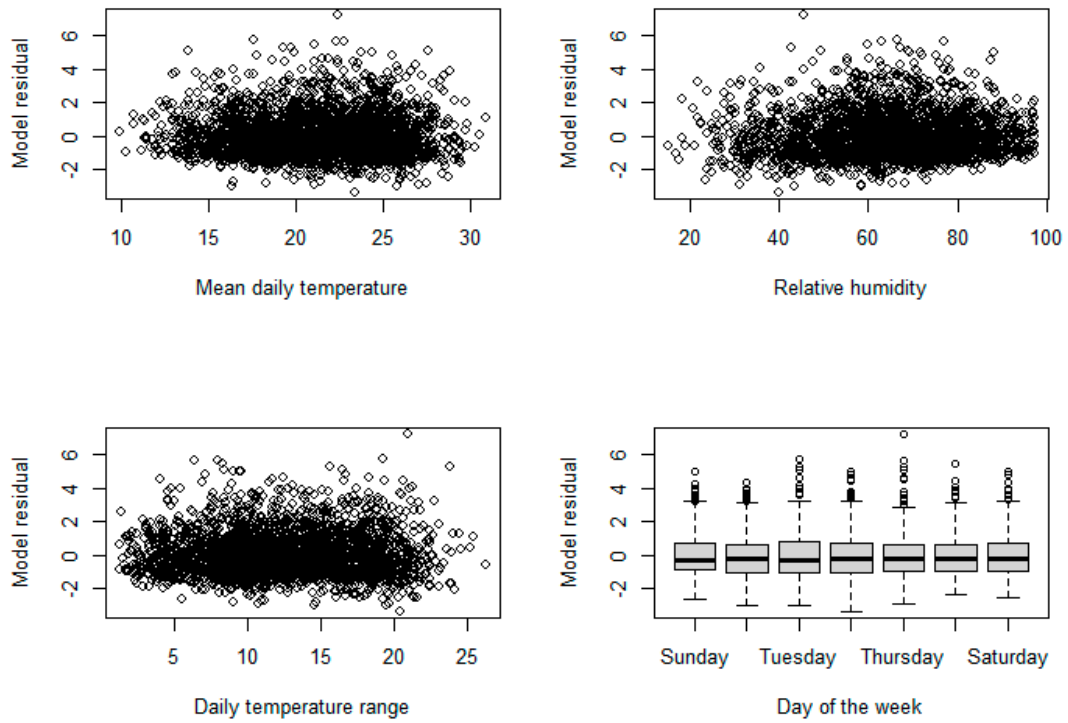 Model residual
6
4
2
0
-2
10 15 20 25 30
Mean daily temperature
Model residual
6
4
2
0
-2
20 40 60 80 100
Relative humidity
Model residual
6
4
2
0
-2
5 10 15 20 25
Daily temperature range
Model residual
6
4
2
0
-2
Sunday Tuesday Thursday Saturday
Day of the week